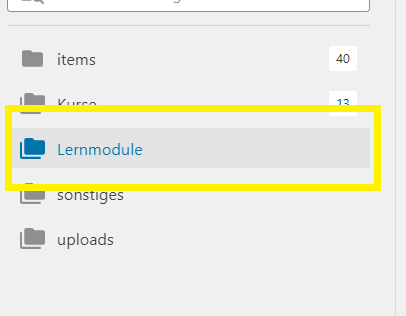 items 40
Kurse 13
Lernmodule
sonstiges
uploads